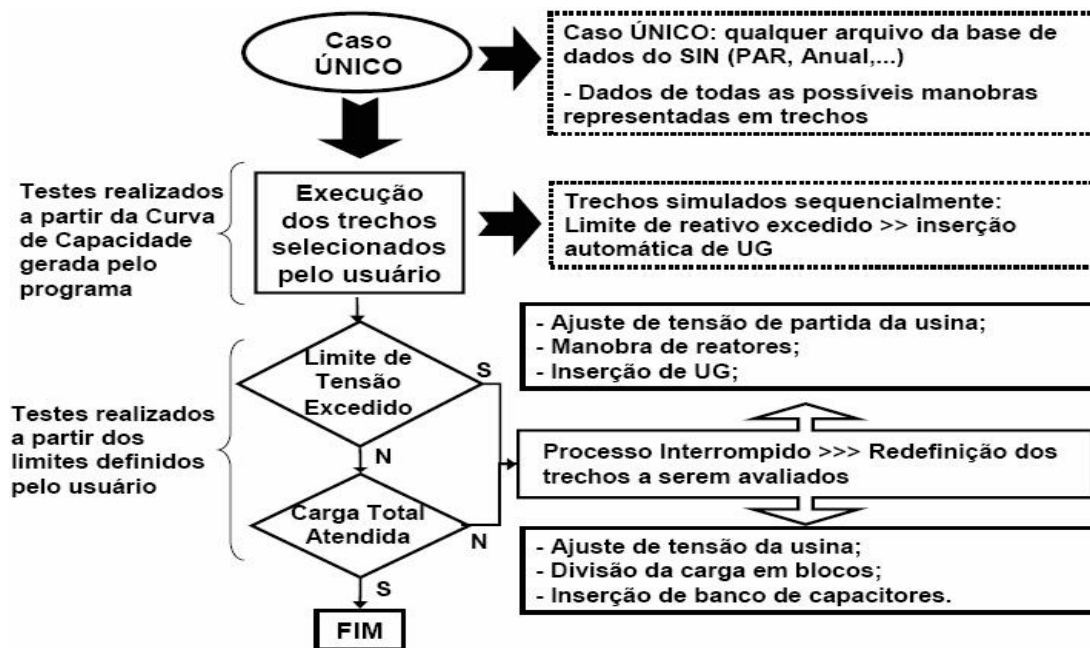 Caso
ÚNICO
Caso ÚNICO: qualquer arquivo da base de
dados do SIN (PAR, Anual,...)
- Dados de todas as possíveis manobras
representadas em trechos
Testes realizados
a partir da Curva
de Capacidade
gerada pelo
programa
Execução
dos trechos
selecionados
pelo usuário
Trechos simulados sequencialmente:
Limite de reativo excedido >> inserção
automática de UG
Testes realizados
a partir dos
limites definidos
pelo usuário
Limite de
Tensão
Excedido
S
N
Carga Total
Atendida
N
S
FIM
- Ajuste de tensão de partida da usina;
- Manobra de reatores;
- Inserção de UG;
Processo Interrompido >>> Redefinição dos
trechos a serem avaliados
- Ajuste de tensão da usina;
- Divisão da carga em blocos;
- Inserção de banco de capacitores.